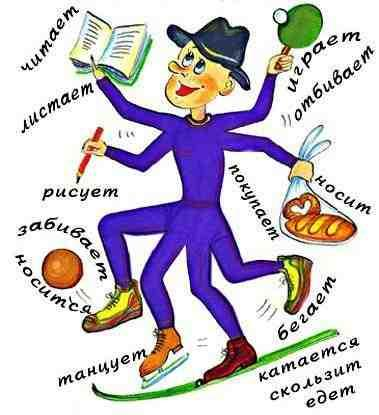 читает
листает
играет
отбивает
рисует
покупает
носит
забивает
носится
бегает
танцует
катается
скользит
едет